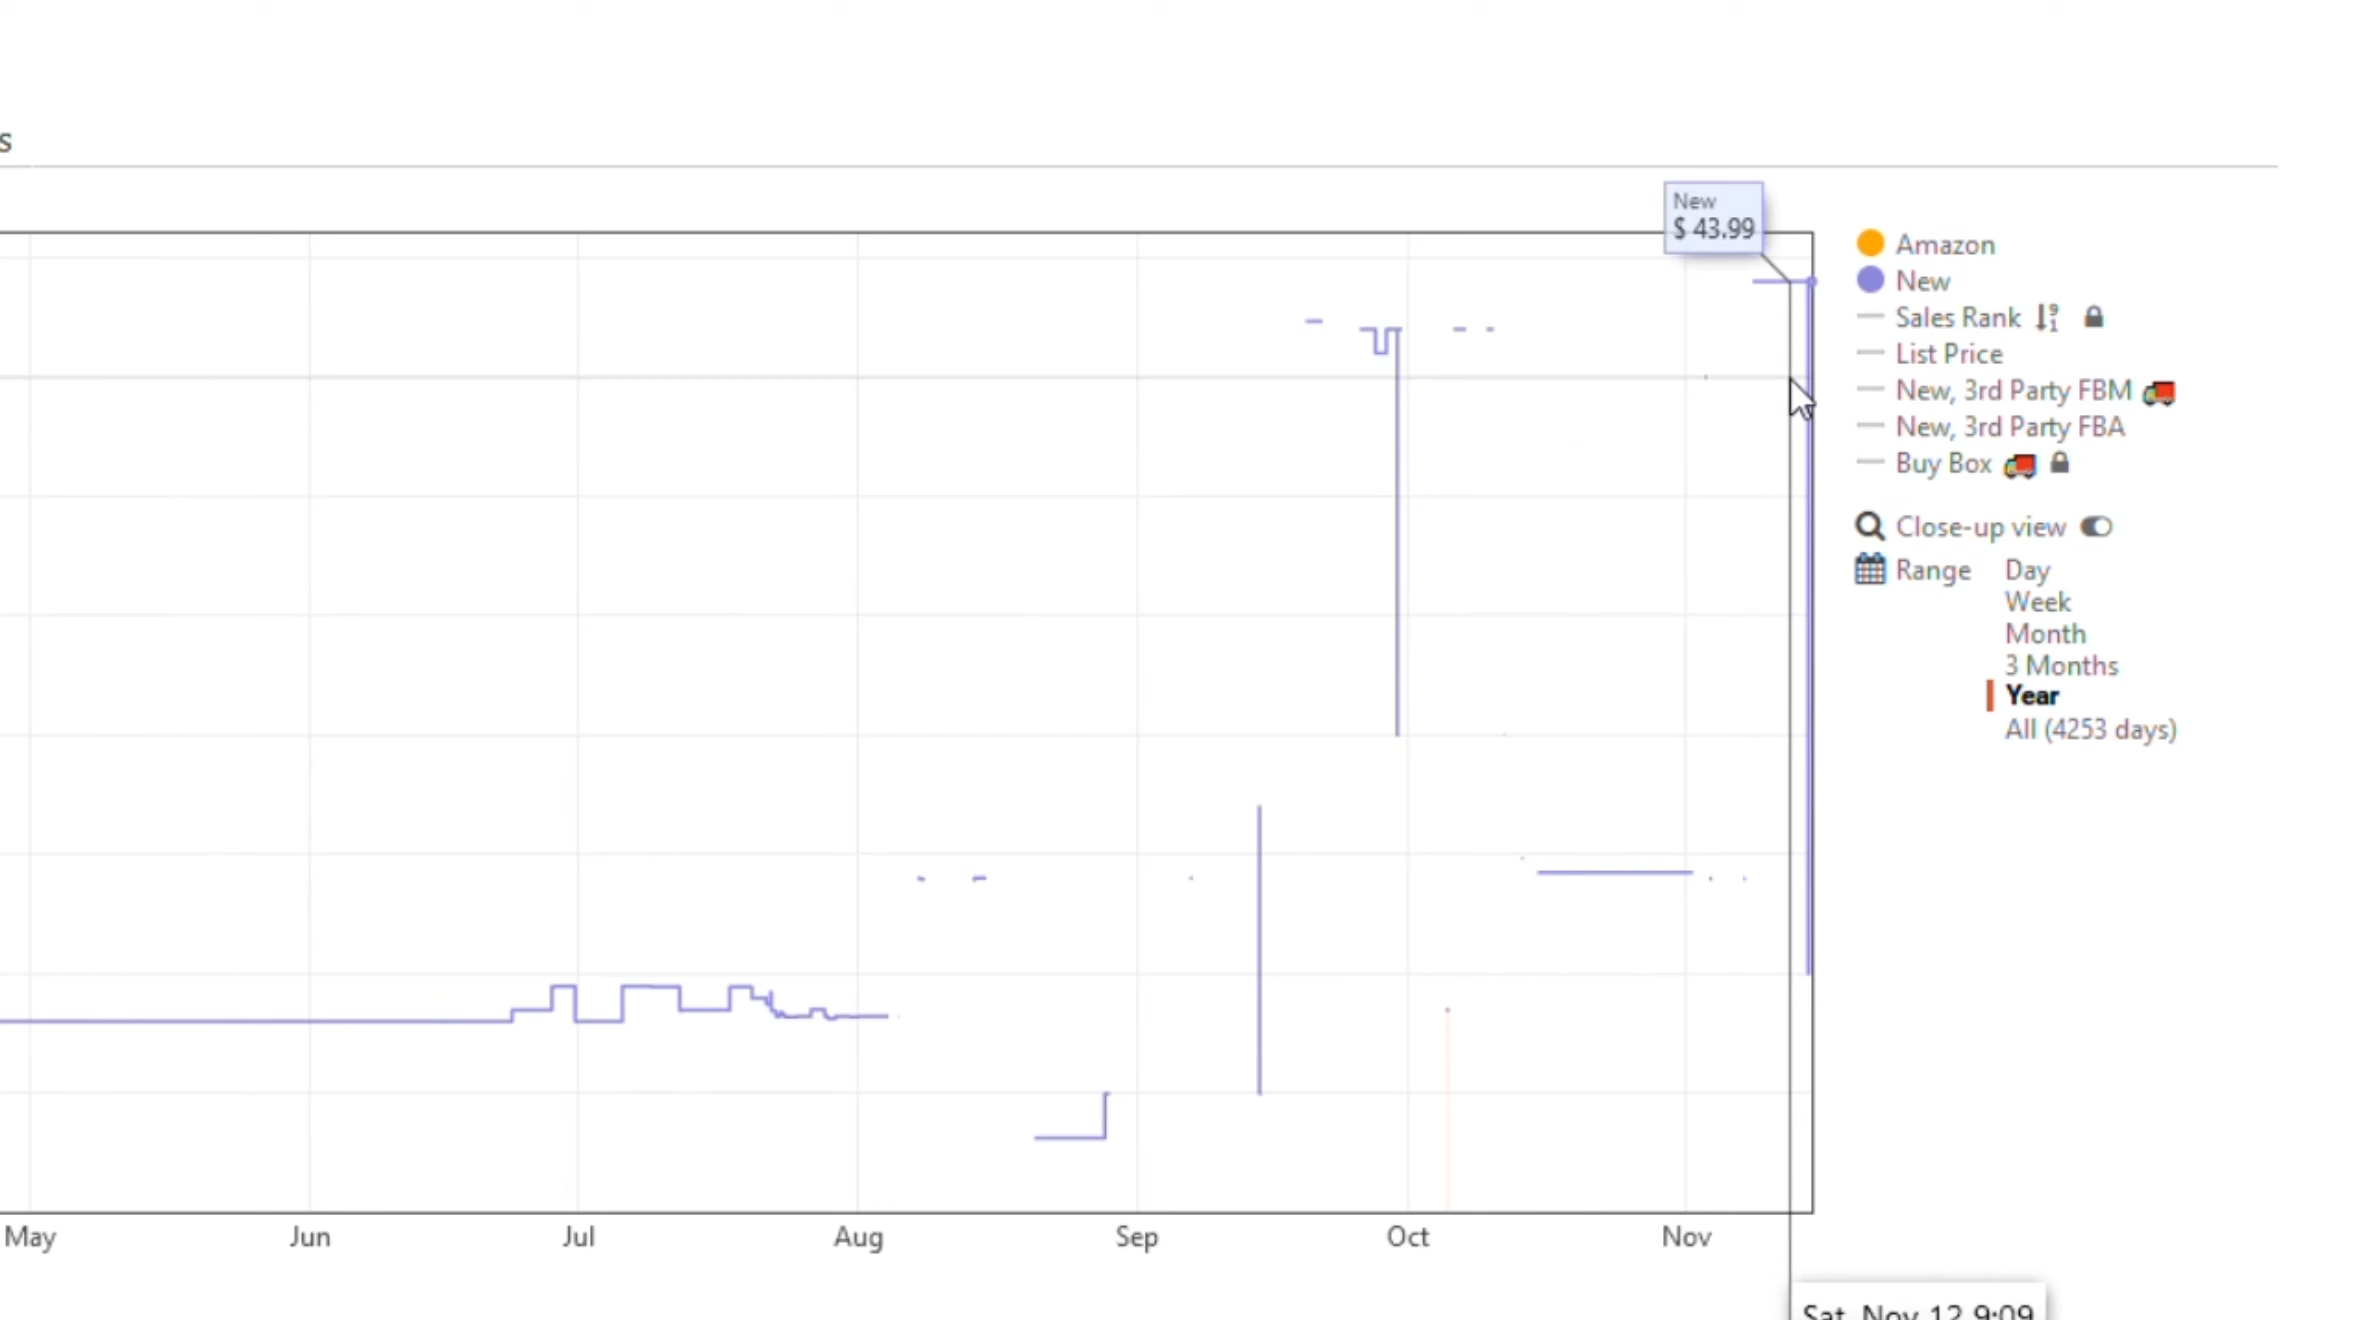 s
New
$ 43.99
Amazon
New
Sales Rank
List Price
New, 3rd Party FBM
New, 3rd Party FBA
Buy Box
Close-up view
Range Day
Week
Month
3 Months
Year
All (4253 days)
May Jun Jul Aug Sep Oct Nov
Sat, Nov 12 9:09